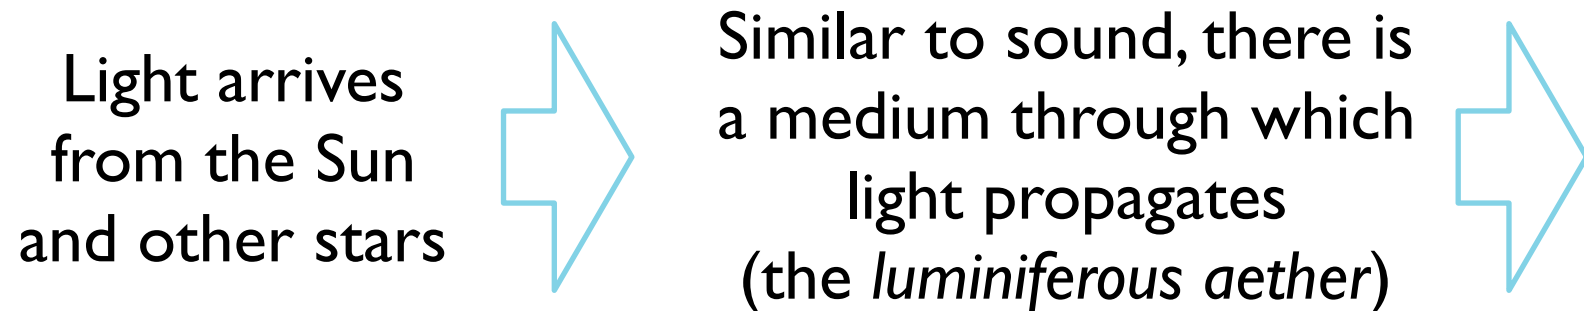 Light arrives
from the Sun
and other stars
Similar to sound, there is
a medium through which
light propagates
(the luminiferous aether)